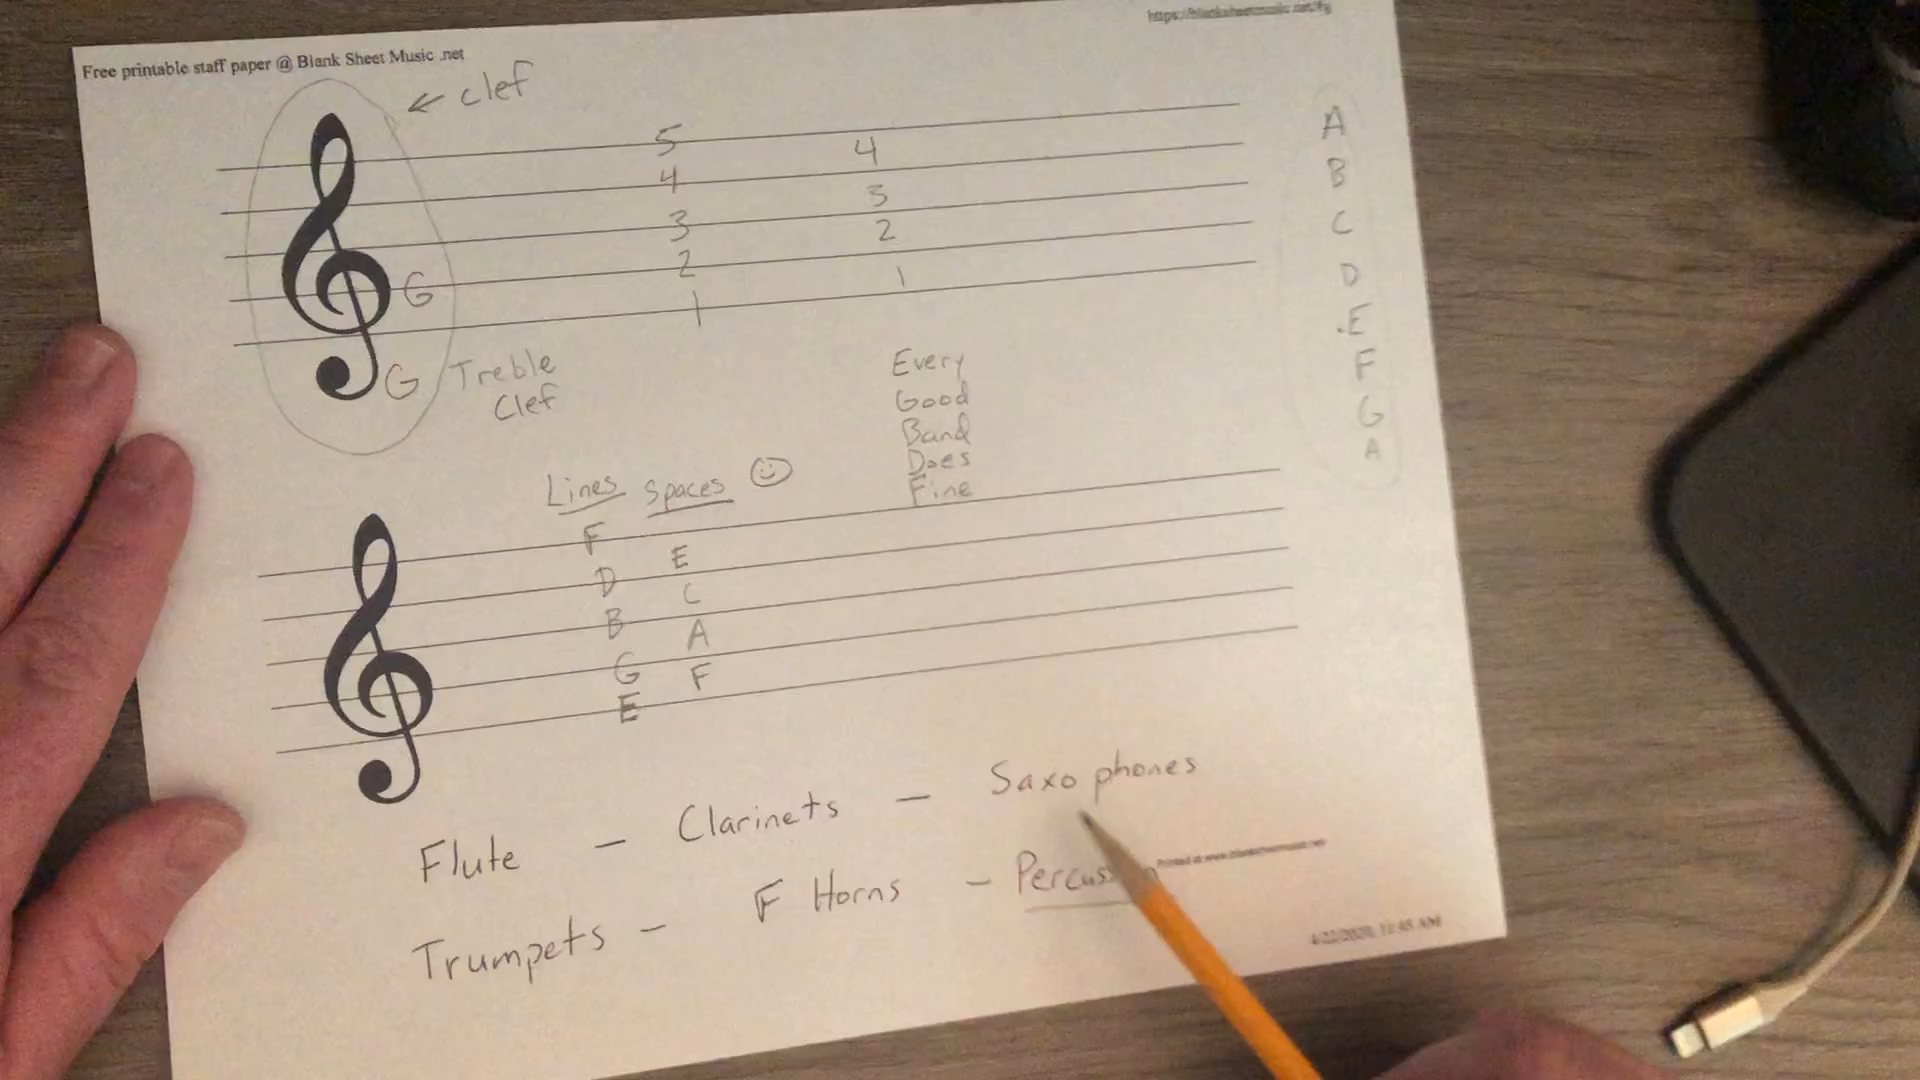 Free printable staff paper @ Blank Sheet Music .net
← clef
5 4
4 3
3 2
2 1
1
G
G
Treble
Clef
Every
Good
Band
Does
Fine
A
B
C
D
E
F
G
A
Lines spaces
F E
D C
B A
G F
E
Flute - Clarinets - Saxophones
Trumpets - F Horns -